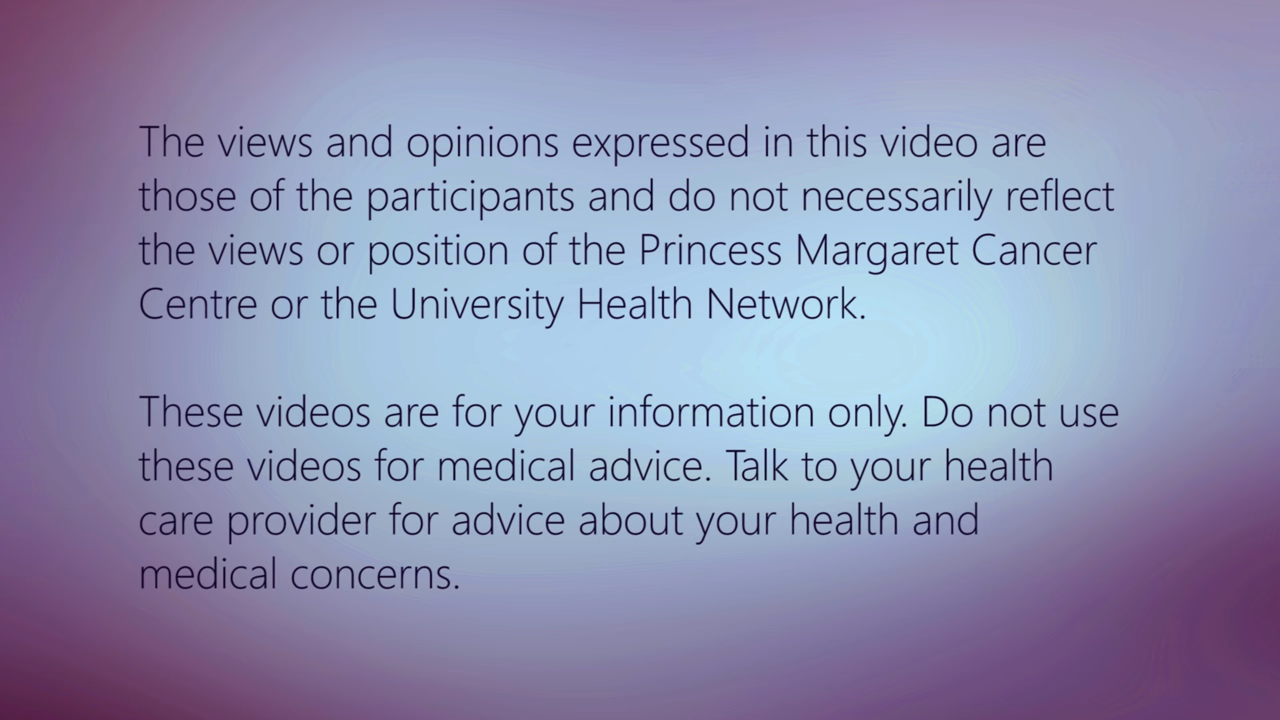 The views and opinions expressed in this video are
those of the participants and do not necessarily reflect
the views or position of the Princess Margaret Cancer
Centre or the University Health Network.
These videos are for your information only. Do not use
these videos for medical advice. Talk to your health
care provider for advice about your health and
medical concerns.